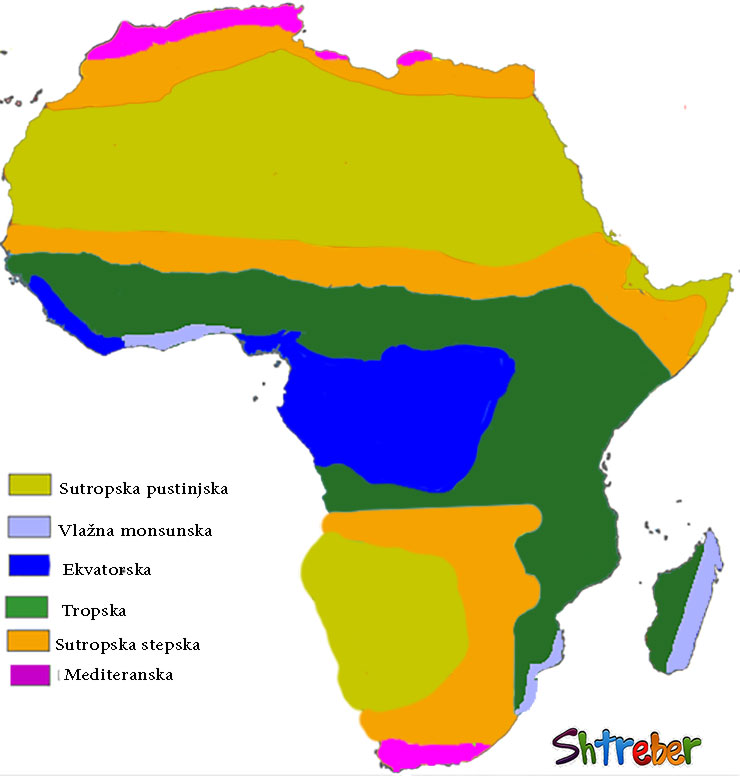 Sutropska pustinjska
Vlažna monsunska
Ekvatorska
Tropska
Sutropska stepska
Mediteranska
Shtreber